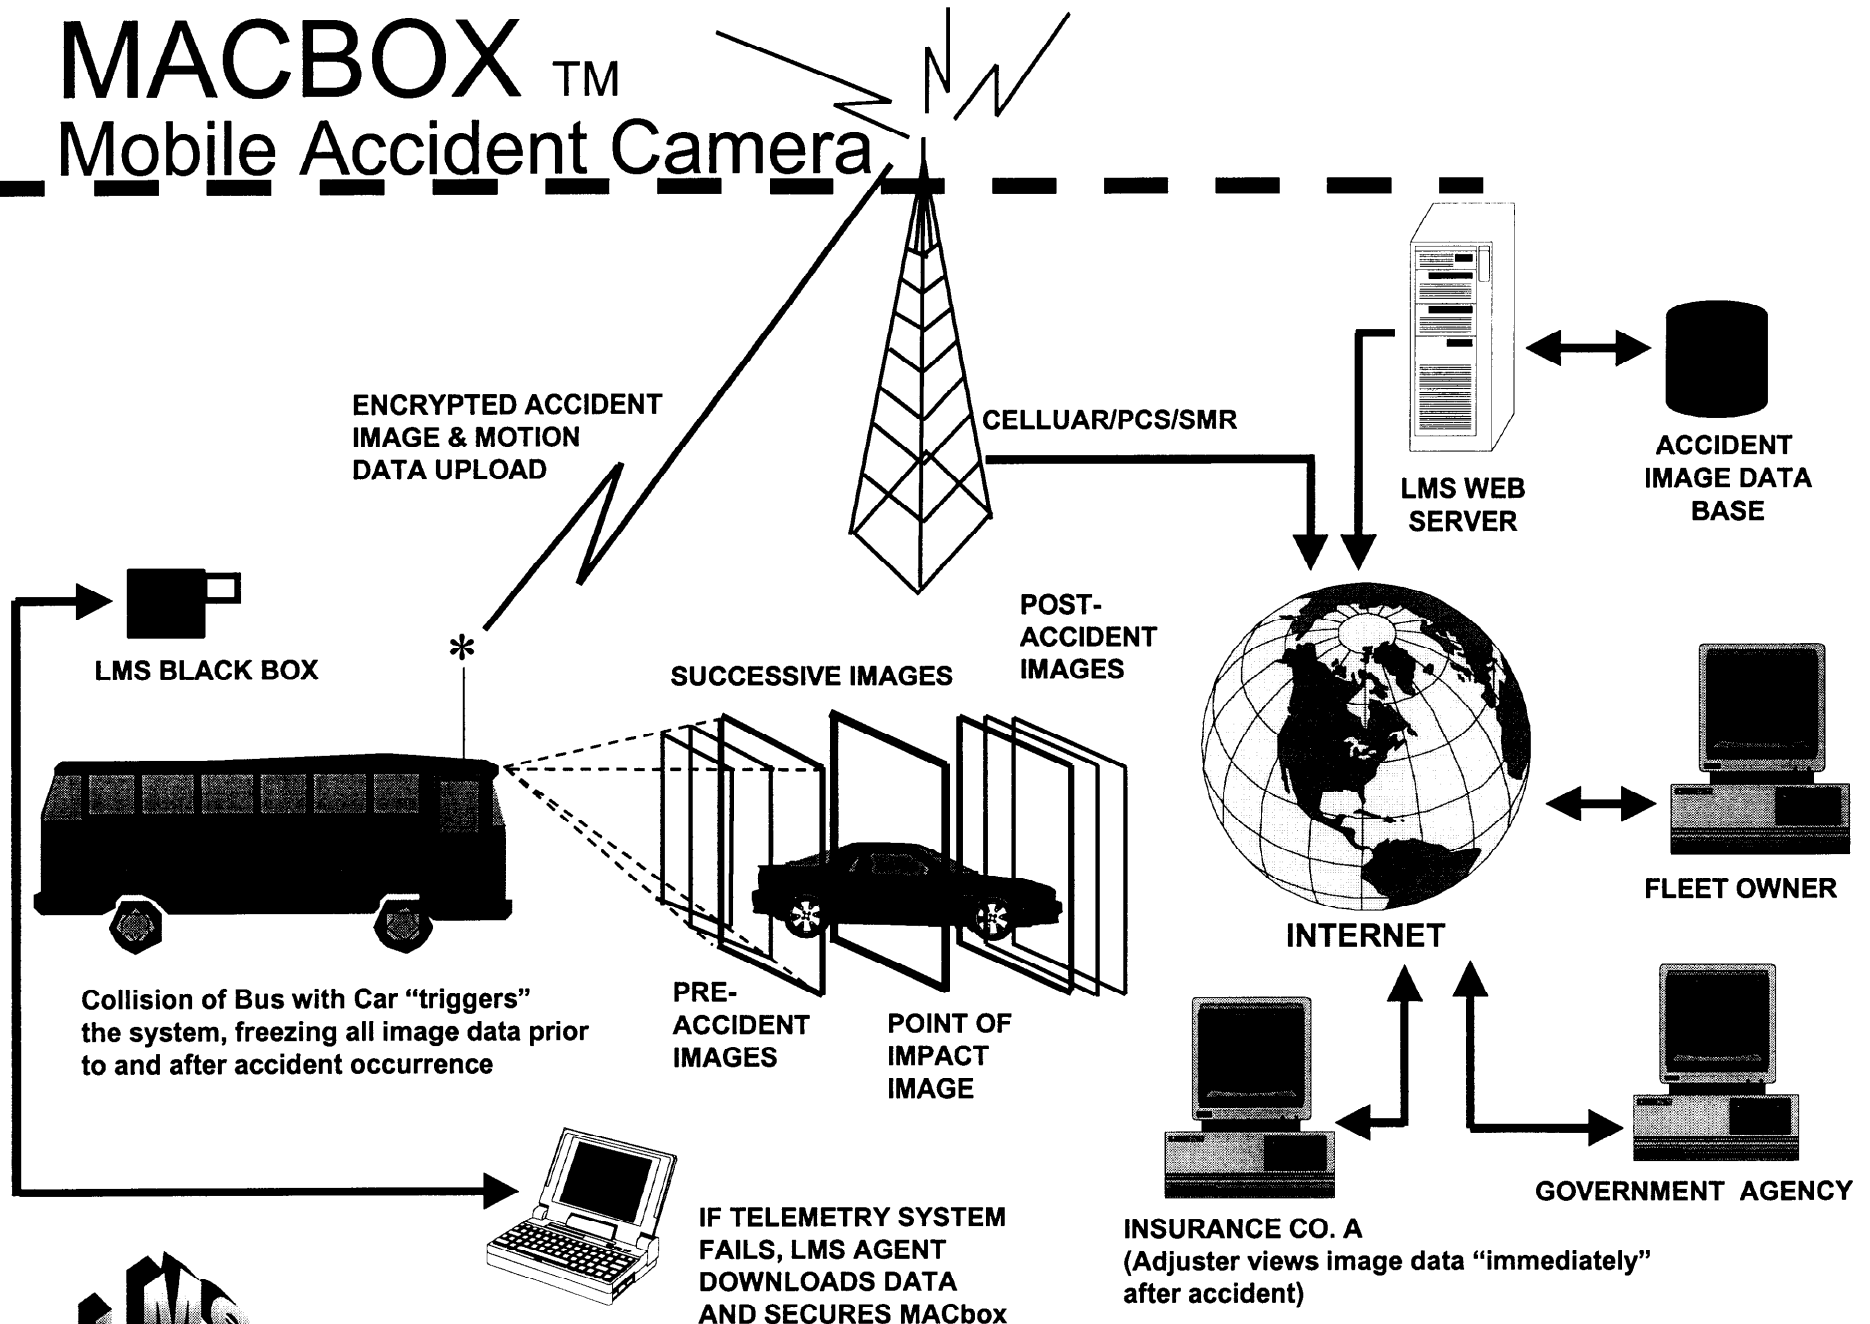 MACBOX TM
Mobile Accident Camera
ENCRYPTED ACCIDENT
IMAGE & MOTION
DATA UPLOAD
CELLUAR/PCS/SMR
LMS WEB
SERVER
ACCIDENT
IMAGE DATA
BASE
LMS BLACK BOX
*
SUCCESSIVE IMAGES
POST-
ACCIDENT
IMAGES
FLEET OWNER
INTERNET
Collision of Bus with Car “triggers”
the system, freezing all image data prior
to and after accident occurrence
PRE-
ACCIDENT
IMAGES
POINT OF
IMPACT
IMAGE
GOVERNMENT AGENCY
IF TELEMETRY SYSTEM
FAILS, LMS AGENT
DOWNLOADS DATA
AND SECURES MACbox
INSURANCE CO. A
(Adjuster views image data “immediately”
after accident)
LMS